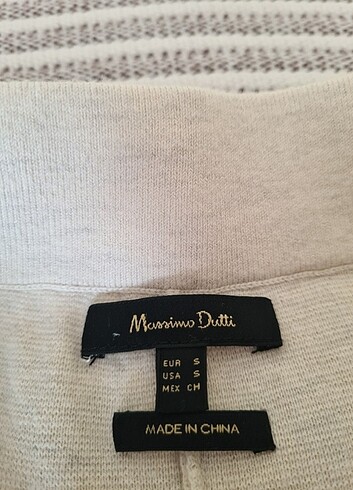 Massimo Dutti
EUR S
USA S
MEX CH
MADE IN CHINA